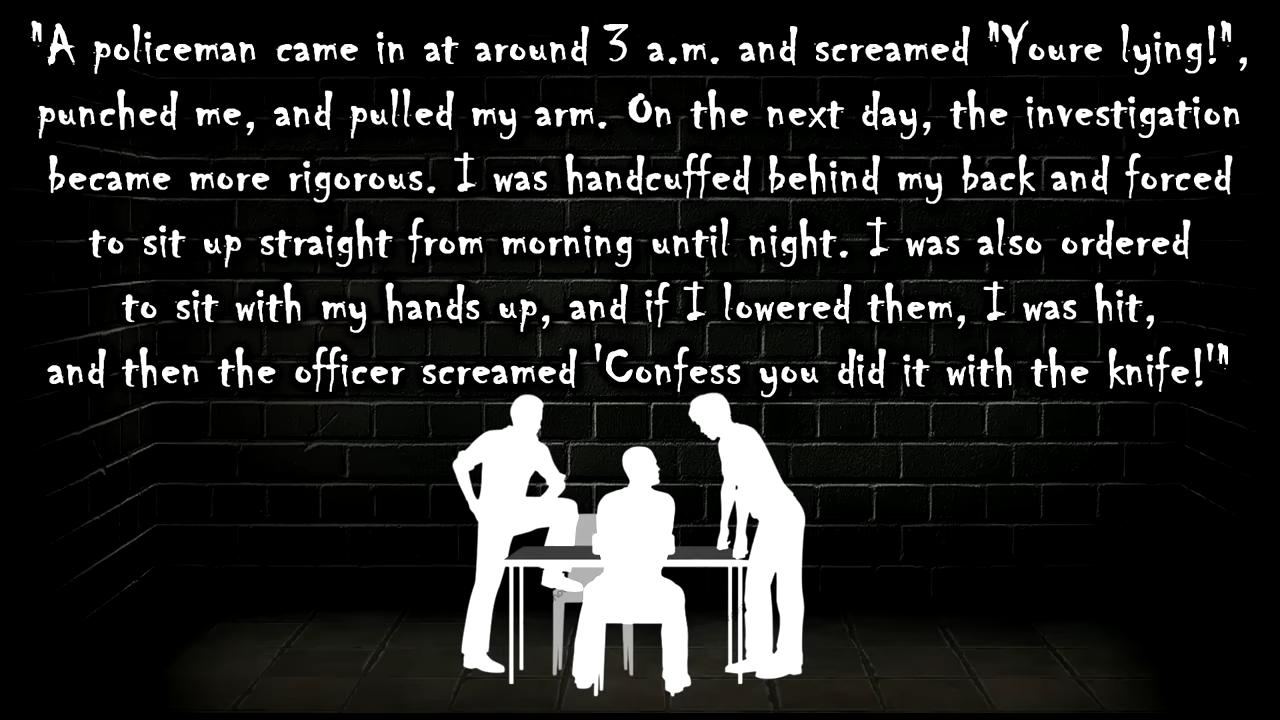 "A policeman came in at around 3 a.m. and screamed "Youre lying!",
punched me, and pulled my arm. On the next day, the investigation
became more rigorous. I was handcuffed behind my back and forced
to sit up straight from morning until night. I was also ordered
to sit with my hands up, and if I lowered them, I was hit,
and then the officer screamed 'Confess you did it with the knife!'"